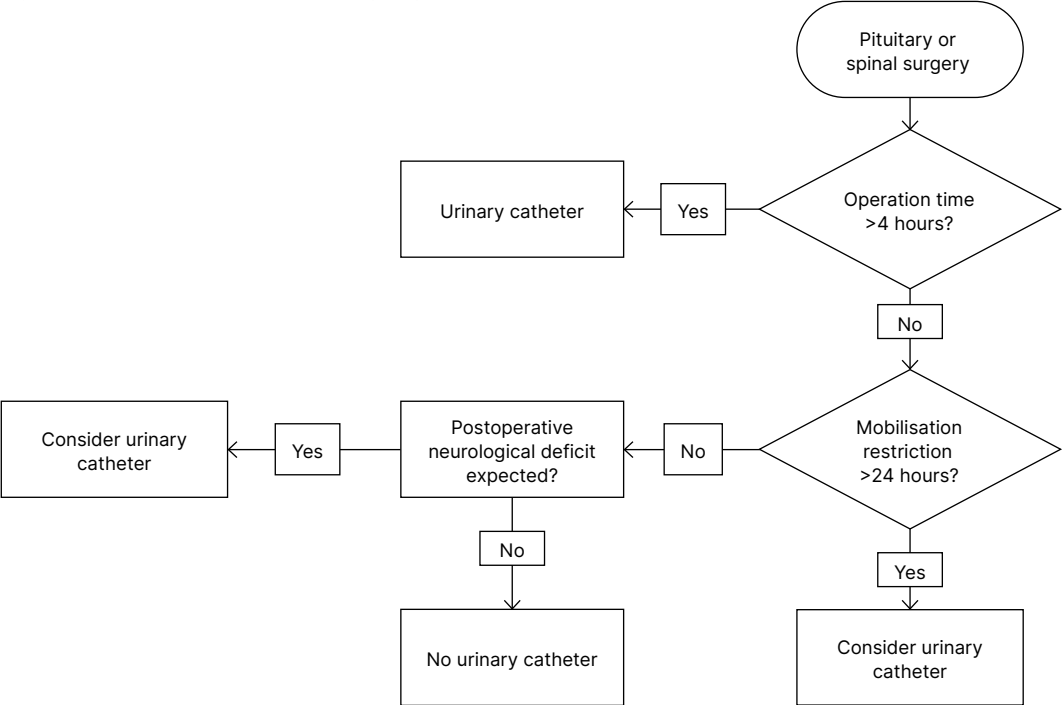 Pituitary or
spinal surgery
Operation time
>4 hours?
Yes
Urinary catheter
No
Mobilisation
restriction
>24 hours?
No
Postoperative
neurological deficit
expected?
Yes
Consider urinary
catheter
No
No urinary catheter
Yes
Consider urinary
catheter